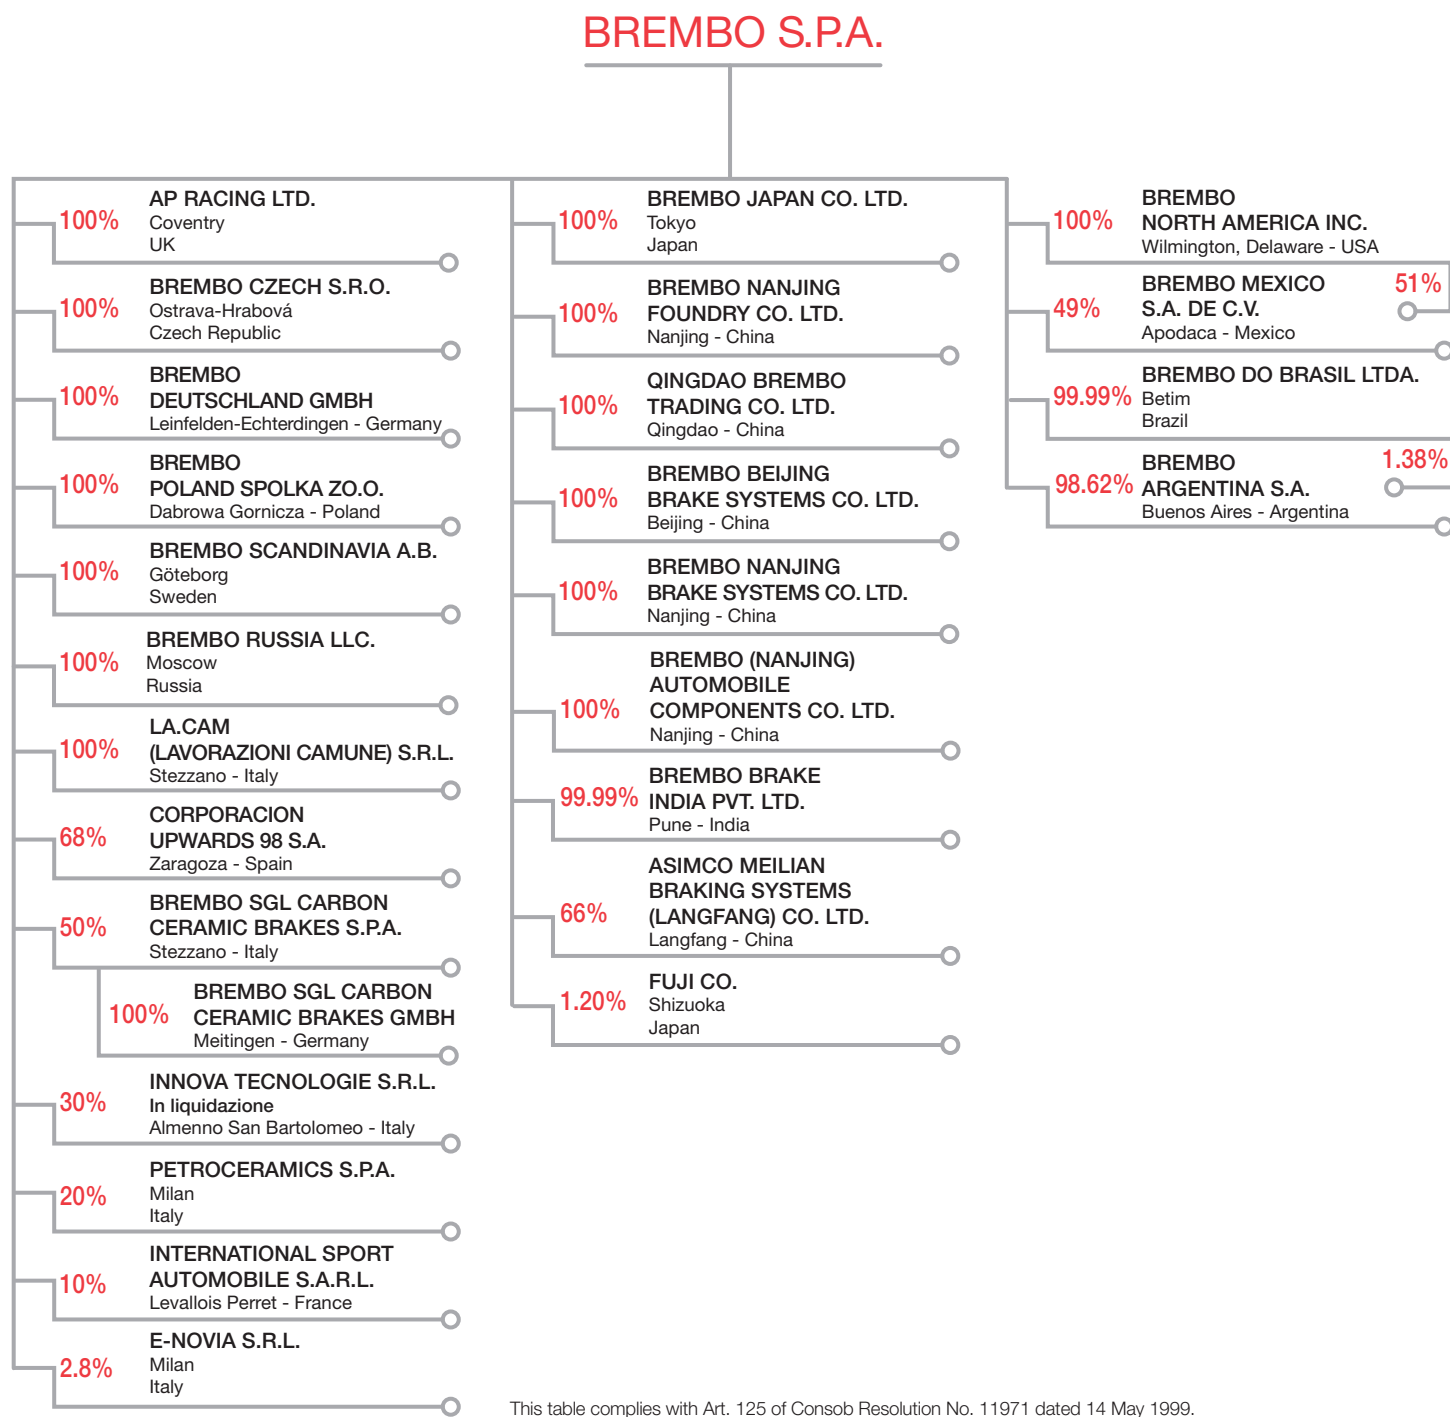 BREMBO S.P.A.
100%
AP RACING LTD.
Coventry
UK
100%
BREMBO CZECH S.R.O.
Ostrava-Hrabová
Czech Republic
100%
BREMBO
DEUTSCHLAND GMBH
Leinfelden-Echterdingen - Germany
100%
BREMBO
POLAND SPOLKA ZO.O.
Dabrowa Gornicza - Poland
100%
BREMBO SCANDINAVIA A.B.
Göteborg
Sweden
100%
BREMBO RUSSIA LLC.
Moscow
Russia
100%
LA.CAM
(LAVORAZIONI CAMUNE) S.R.L.
Stezzano - Italy
68%
CORPORACION
UPWARDS 98 S.A.
Zaragoza - Spain
50%
BREMBO SGL CARBON
CERAMIC BRAKES S.P.A.
Stezzano - Italy
100%
BREMBO SGL CARBON
CERAMIC BRAKES GMBH
Meitingen - Germany
30%
INNOVA TECNOLOGIE S.R.L.
In liquidazione
Almenno San Bartolomeo - Italy
20%
PETROCERAMICS S.P.A.
Milan
Italy
10%
INTERNATIONAL SPORT
AUTOMOBILE S.A.R.L.
Levallois Perret - France
2.8%
E-NOVIA S.R.L.
Milan
Italy
100%
BREMBO JAPAN CO. LTD.
Tokyo
Japan
100%
BREMBO NANJING
FOUNDRY CO. LTD.
Nanjing - China
100%
QINGDAO BREMBO
TRADING CO. LTD.
Qingdao - China
100%
BREMBO BEIJING
BRAKE SYSTEMS CO. LTD.
Beijing - China
100%
BREMBO NANJING
BRAKE SYSTEMS CO. LTD.
Nanjing - China
100%
BREMBO (NANJING)
AUTOMOBILE
COMPONENTS CO. LTD.
Nanjing - China
99.99%
BREMBO BRAKE
INDIA PVT. LTD.
Pune - India
66%
ASIMCO MEILIAN
BRAKING SYSTEMS
(LANGFANG) CO. LTD.
Langfang - China
1.20%
FUJI CO.
Shizuoka
Japan
100%
BREMBO
NORTH AMERICA INC.
Wilmington, Delaware - USA
49%
BREMBO MEXICO
S.A. DE C.V.
Apodaca - Mexico
51%
99.99%
BREMBO DO BRASIL LTDA.
Betim
Brazil
98.62%
BREMBO
ARGENTINA S.A.
Buenos Aires - Argentina
1.38%
This table complies with Art. 125 of Consob Resolution No. 11971 dated 14 May 1999.